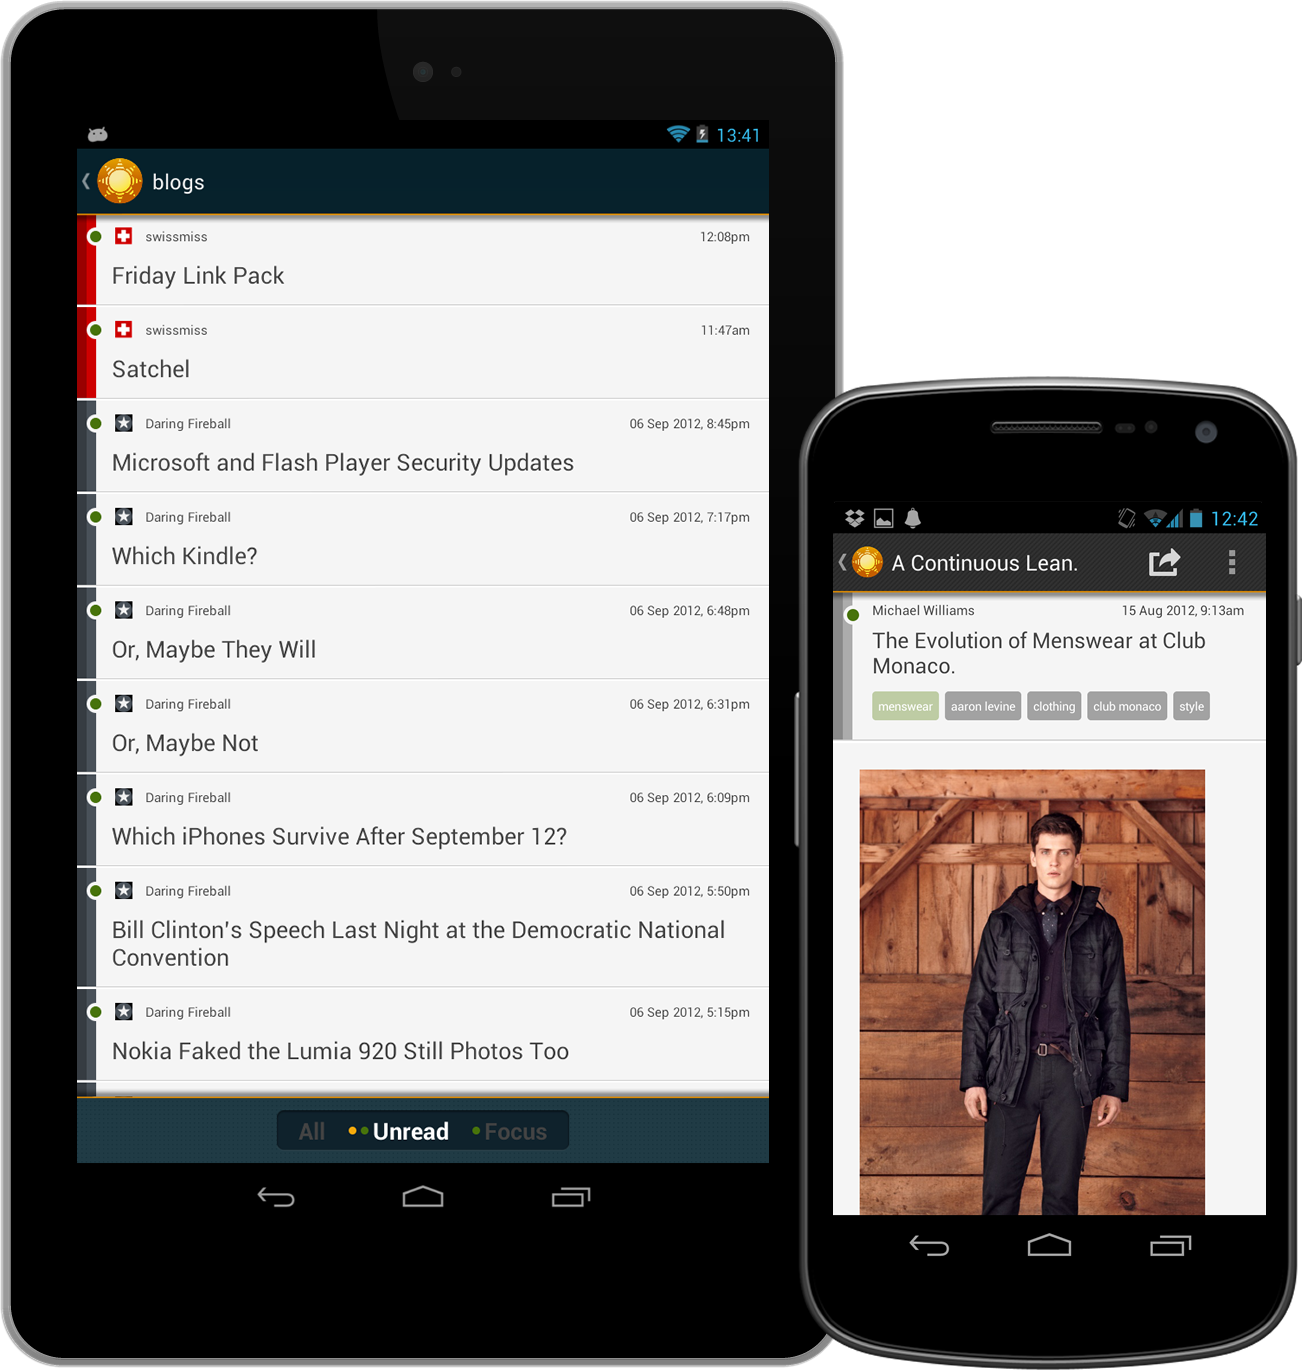 13:41
blogs
swissmiss 12:08pm
Friday Link Pack
swissmiss 11:47am
Satchel
Daring Fireball 06 Sep 2012, 8:45pm
Microsoft and Flash Player Security Updates
Daring Fireball 06 Sep 2012, 7:17pm
Which Kindle?
Daring Fireball 06 Sep 2012, 6:48pm
Or, Maybe They Will
Daring Fireball 06 Sep 2012, 6:31pm
Or, Maybe Not
Daring Fireball 06 Sep 2012, 6:09pm
Which iPhones Survive After September 12?
Daring Fireball 06 Sep 2012, 5:50pm
Bill Clinton's Speech Last Night at the Democratic National
Convention
Daring Fireball 06 Sep 2012, 5:15pm
Nokia Faked the Lumia 920 Still Photos Too
All Unread Focus
12:42
A Continuous Lean.
Michael Williams 15 Aug 2012, 9:13am
The Evolution of Menswear at Club
Monaco.
menswear aaron levine clothing club monaco style